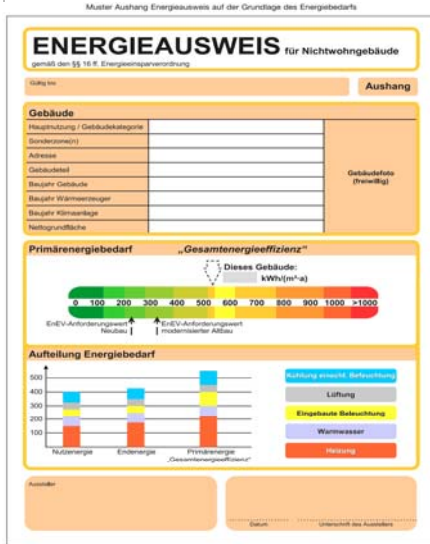 Muster Aushang Energieausweis auf der Grundlage des Energiebedarfs
ENERGIEAUSWEIS für Nichtwohngebäude
gemäß den §§ 16 ff. Energieeinsparverordnung
Gültig bis:
Aushang
Gebäude
Hauptnutzung / Gebäudekategorie
Sonderzone(n)
Adresse
Gebäudeteil
Baujahr Gebäude
Baujahr Wärmeerzeuger
Baujahr Klimaanlage
Nettogrundfläche
Gebäudefoto
(freiwillig)
Primärenergiebedarf „Gesamtenergieeffizienz"
Dieses Gebäude:
kWh/(m²·a)
0 100 200 300 400 500 600 700 800 900 1000 >1000
EnEV-Anforderungswert
Neubau
EnEV-Anforderungswert
modernisierter Altbau
Aufteilung Energiebedarf
500
400
300
200
100
Nutzenergie
Endenergie
Primärenergie
„Gesamtenergieeffizienz"
Kühlung einschl. Befeuchtung
Lüftung
Eingebaute Beleuchtung
Warmwasser
Heizung
Aussteller
Datum
Unterschrift des Ausstellers